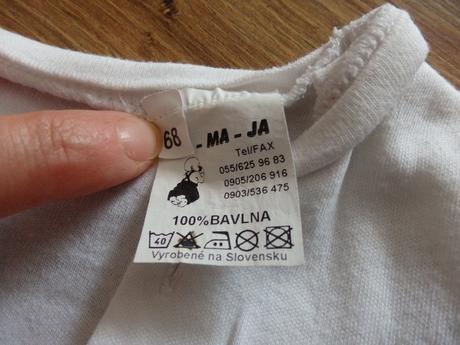 68
- MA - JA
Tel/FAX
055/625 96 83
0905/206 916
0903/536 475
100%BAVLNA
40
Vyrobené na Slovensku